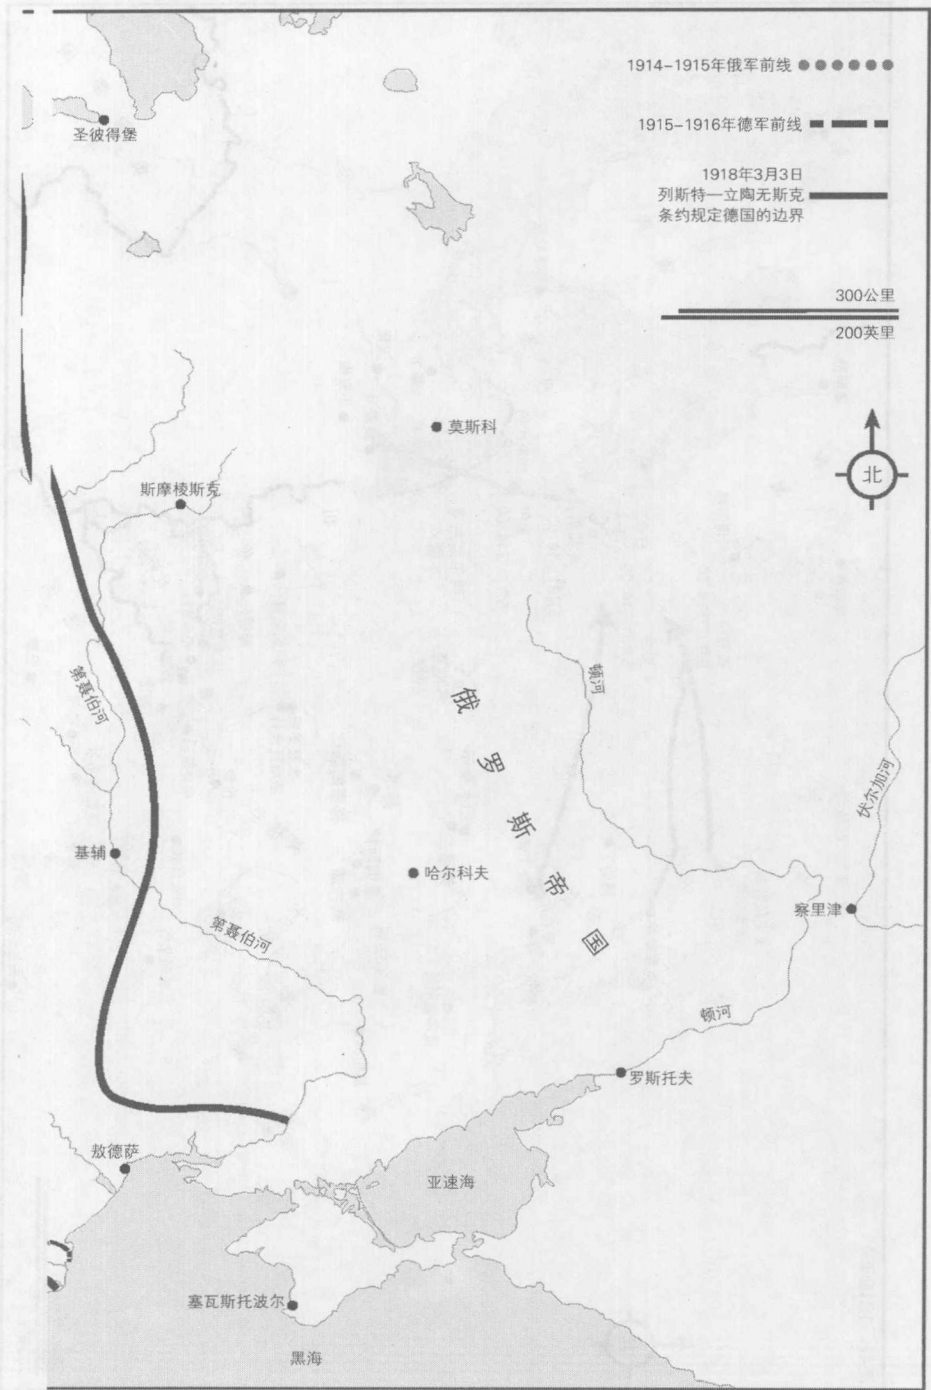 1914-1915年俄军前线
圣彼得堡
1915-1916年德军前线
1918年3月3日
列斯特—立陶无斯克
条约规定德国的边界
300公里
200英里
莫斯科
北
斯摩棱斯克
第聂伯河
顿河
俄罗斯帝国
伏尔加河
基辅
哈尔科夫
察里津
第聂伯河
顿河
罗斯托夫
敖德萨
亚速海
塞瓦斯托波尔
黑海